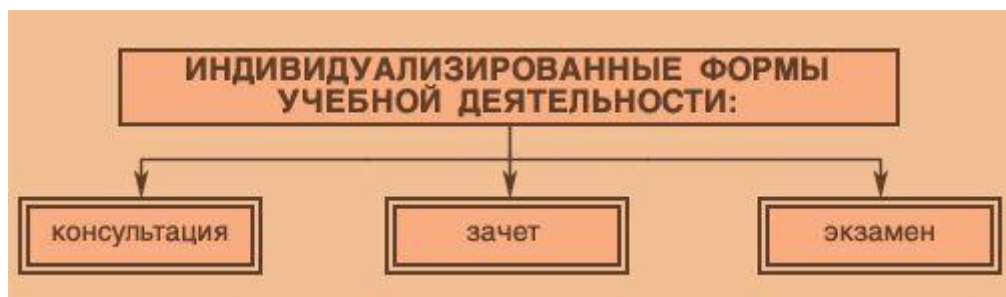 ИНДИВИДУАЛИЗИРОВАННЫЕ ФОРМЫ
УЧЕБНОЙ ДЕЯТЕЛЬНОСТИ:
консультация
зачет
экзамен